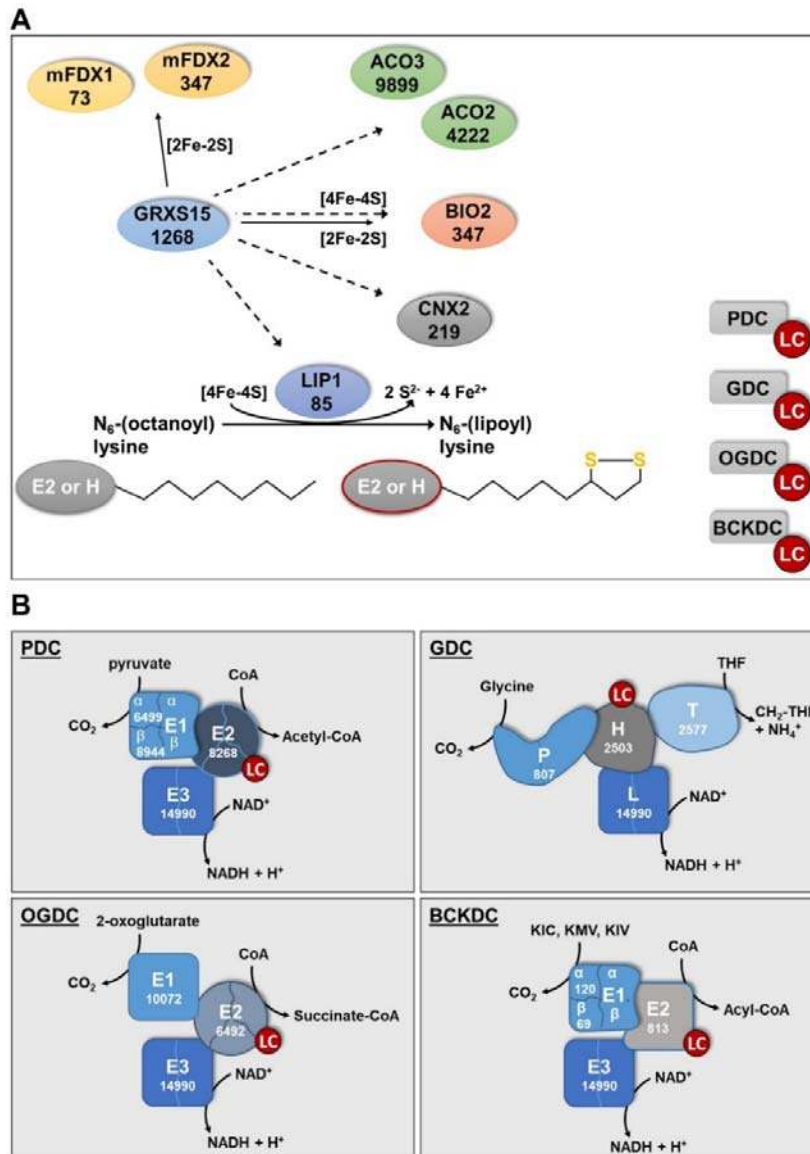 A
mFDX1
73
mFDX2
347
ACO3
9899
ACO2
4222
[2Fe-2S]
GRXS15
1268
[4Fe-4S]
[2Fe-2S]
BIO2
347
CNX2
219
PDC
LC
GDC
LC
OGDC
LC
BCKDC
LC
LIP1
85
[4Fe-4S]
2 S²⁻ + 4 Fe²⁺
N₆-(octanoyl)
lysine
N₆-(lipoyl)
lysine
E2 or H
E2 or H
S S
B
PDC
pyruvate
CoA
CO₂
α α
6499
E1
β β
8944
E2
8268
Acetyl-CoA
LC
E3
14990
NAD⁺
NADH + H⁺
GDC
Glycine
THF
LC
CO₂
P
807
H
2503
T
2577
CH₂-THF
+ NH₄⁺
L
14990
NAD⁺
NADH + H⁺
OGDC
2-oxoglutarate
CO₂
E1
10072
CoA
E2
6492
Succinate-CoA
LC
E3
14990
NAD⁺
NADH + H⁺
BCKDC
KIC, KMV, KIV
CoA
CO₂
α α
120
E1
β β
69
E2
813
Acyl-CoA
LC
E3
14990
NAD⁺
NADH + H⁺